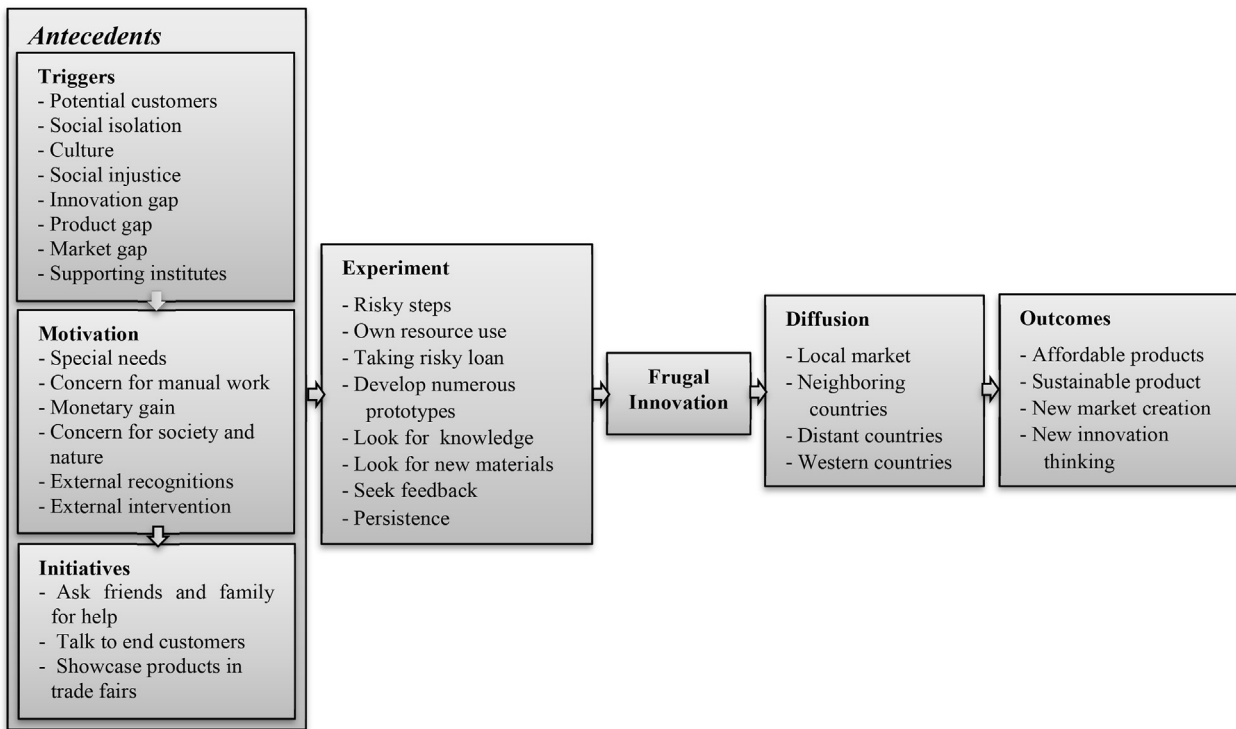 Antecedents
Triggers
- Potential customers
- Social isolation
- Culture
- Social injustice
- Innovation gap
- Product gap
- Market gap
- Supporting institutes
Motivation
- Special needs
- Concern for manual work
- Monetary gain
- Concern for society and
nature
- External recognitions
- External intervention
Initiatives
- Ask friends and family
for help
- Talk to end customers
- Showcase products in
trade fairs
Experiment
- Risky steps
- Own resource use
- Taking risky loan
- Develop numerous
prototypes
- Look for knowledge
- Look for new materials
- Seek feedback
- Persistence
Frugal
Innovation
Diffusion
- Local market
- Neighboring
countries
- Distant countries
- Western countries
Outcomes
- Affordable products
- Sustainable product
- New market creation
- New innovation
thinking